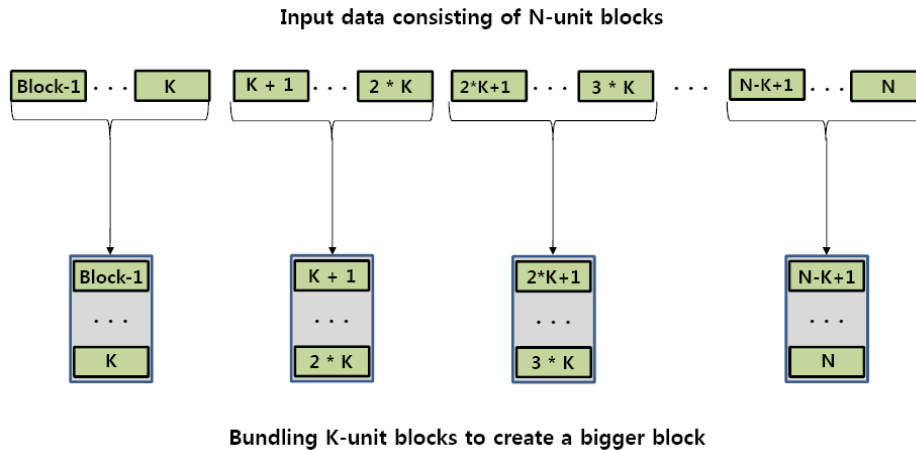 Input data consisting of N-unit blocks
Block-1 . . . K K + 1 . . . 2 * K 2*K+1 . . . 3 * K . . . N-K+1 . . . N
Block-1 K + 1 2*K+1 N-K+1
. . . . . . . . . . . .
K 2 * K 3 * K N
Bundling K-unit blocks to create a bigger block